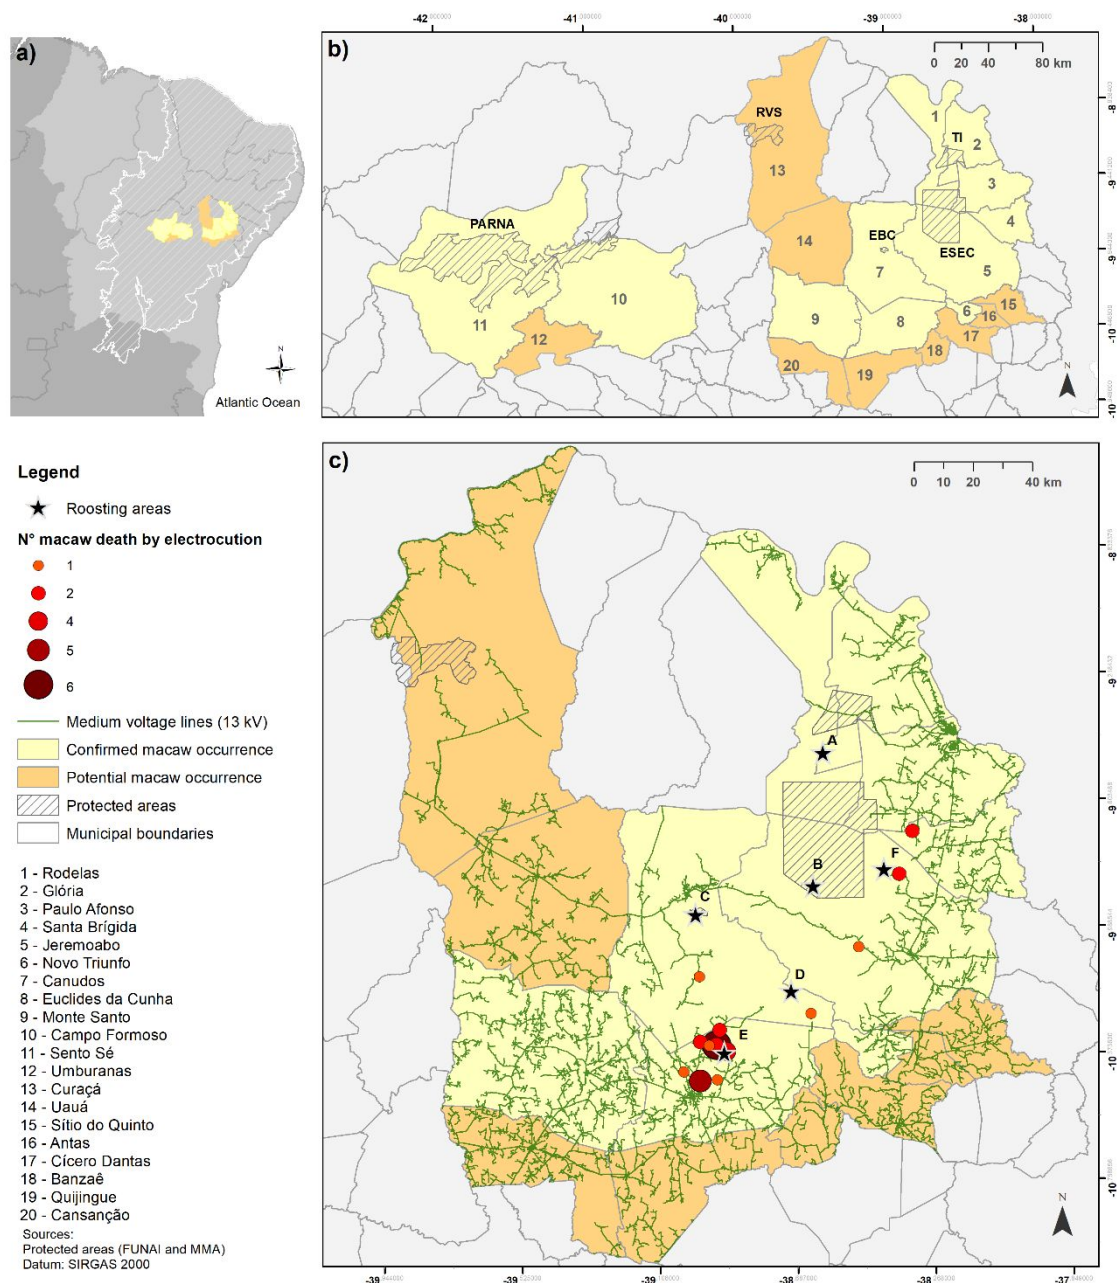 a)
Atlantic Ocean
b)
0 20 40 80 km
RVS
TI
1
2
13
3
PARNA
4
14
EBC
ESEC
7
5
10
15
11
9
8
6
16
12
17
18
20
19
N
Legend
Roosting areas
N° macaw death by electrocution
1
2
4
5
6
Medium voltage lines (13 kV)
Confirmed macaw occurrence
Potential macaw occurrence
Protected areas
Municipal boundaries
1 - Rodelas
2 - Glória
3 - Paulo Afonso
4 - Santa Brígida
5 - Jeremoabo
6 - Novo Triunfo
7 - Canudos
8 - Euclides da Cunha
9 - Monte Santo
10 - Campo Formoso
11 - Sento Sé
12 - Umburanas
13 - Curaçá
14 - Uauá
15 - Sítio do Quinto
16 - Antas
17 - Cícero Dantas
18 - Banzaê
19 - Quijingue
20 - Cansanção
Sources:
Protected areas (FUNAI and MMA)
Datum: SIRGAS 2000
c)
0 10 20 40 km
A
B
F
C
D
E
N